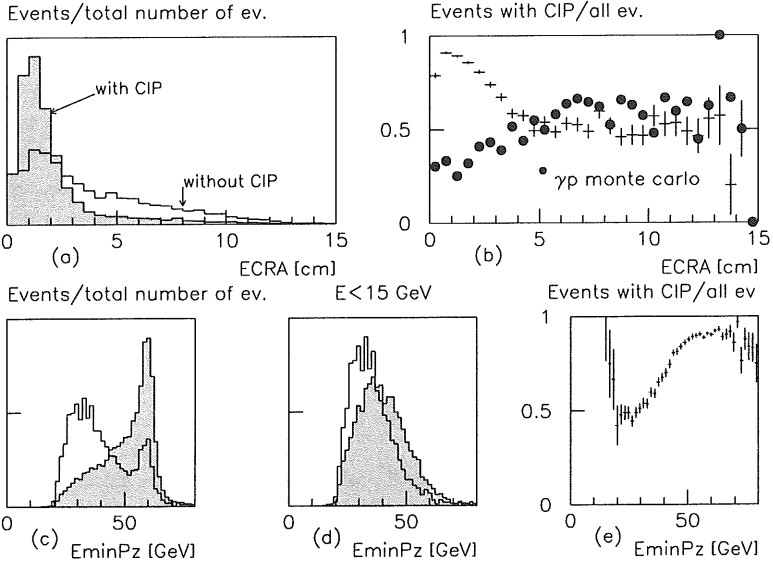 Events/total number of ev.
with CIP
without CIP
0 5 10 15
(a)
ECRA [cm]
Events with CIP/all ev.
1
0.5
0
γp monte carlo
0 5 10 15
(b)
ECRA [cm]
Events/total number of ev.
0 50
(c)
EminPz [GeV]
E<15 GeV
0 50
(d)
EminPz [GeV]
Events with CIP/all ev
1
0.5
0
0 50
(e)
EminPz [GeV]